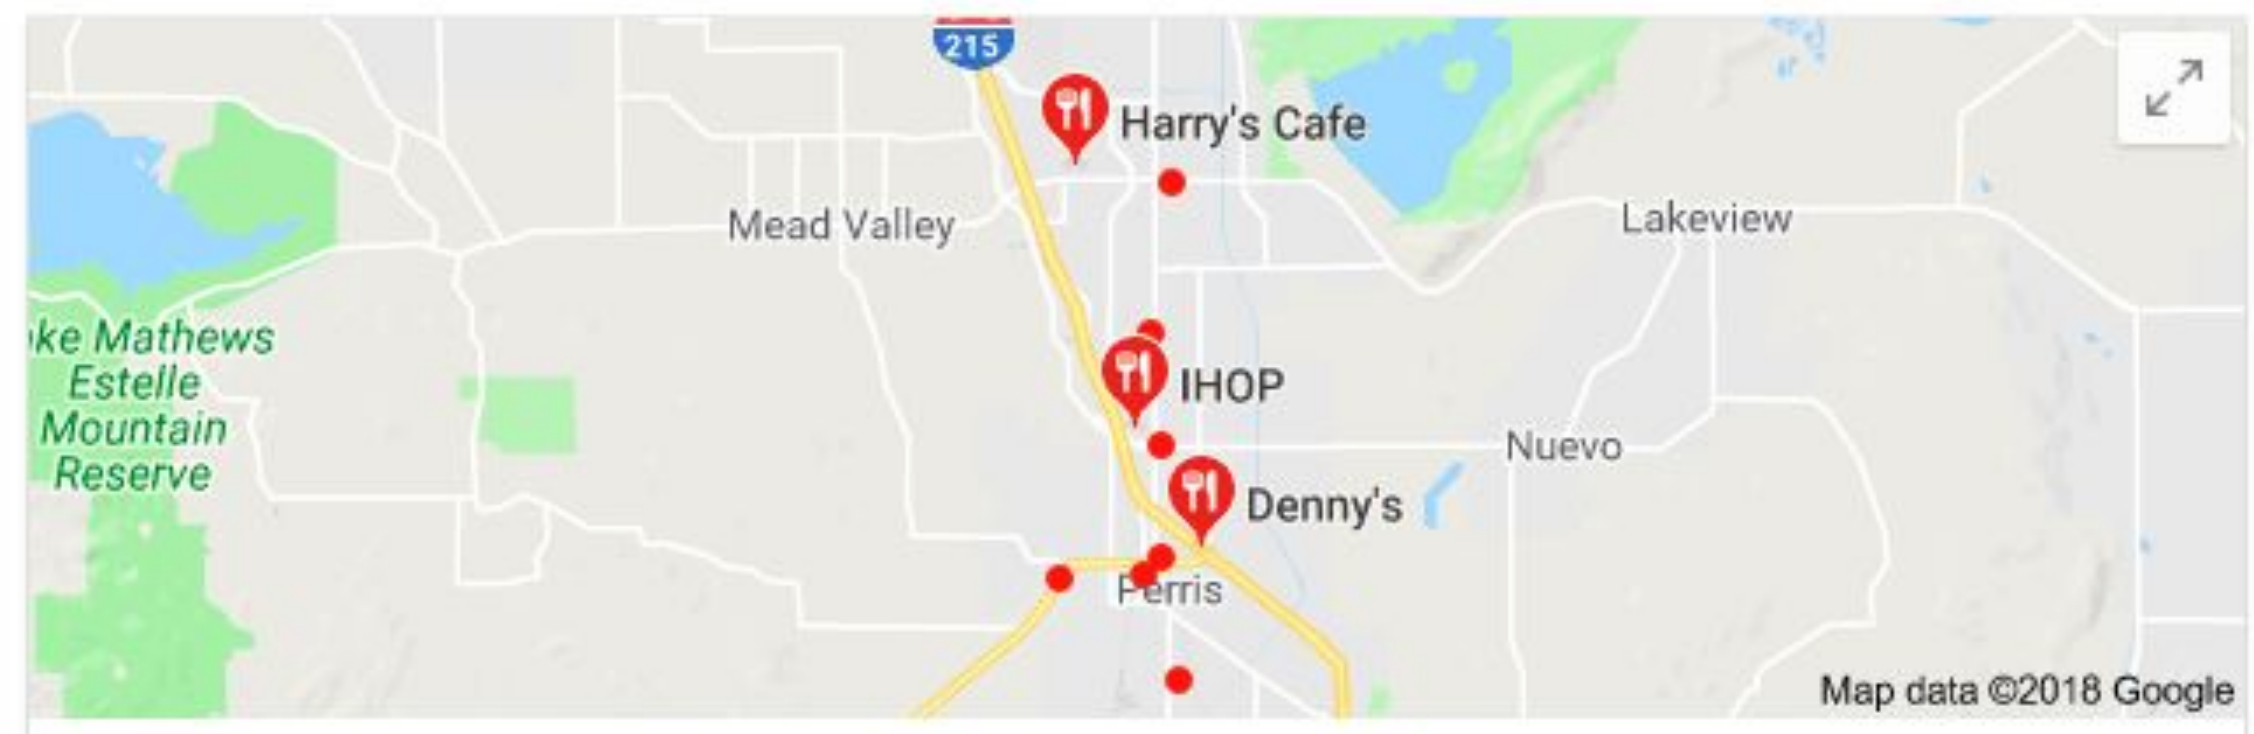 215
Harry's Cafe
Mead Valley
Lakeview
ke Mathews
Estelle
Mountain
Reserve
IHOP
Nuevo
Denny's
Perris
Map data ©2018 Google